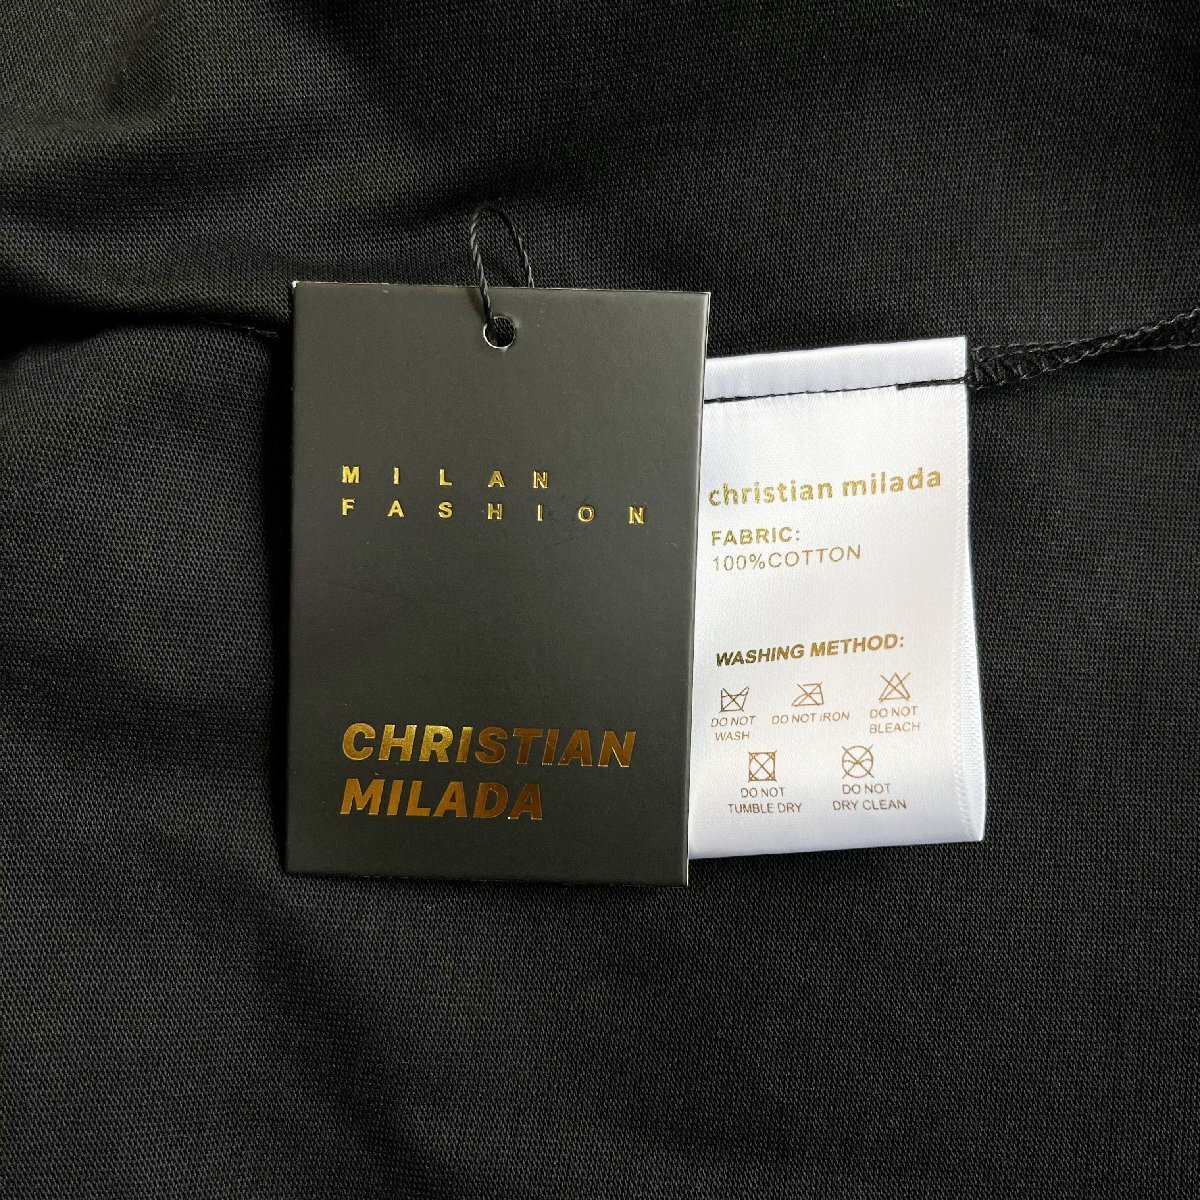 MILAN
FASHION
CHRISTIAN
MILADA
christian milada
FABRIC:
100%COTTON
WASHING METHOD:
DO NOT
WASH
DO NOT IRON
DO NOT
BLEACH
DO NOT
TUMBLE DRY
DO NOT
DRY CLEAN